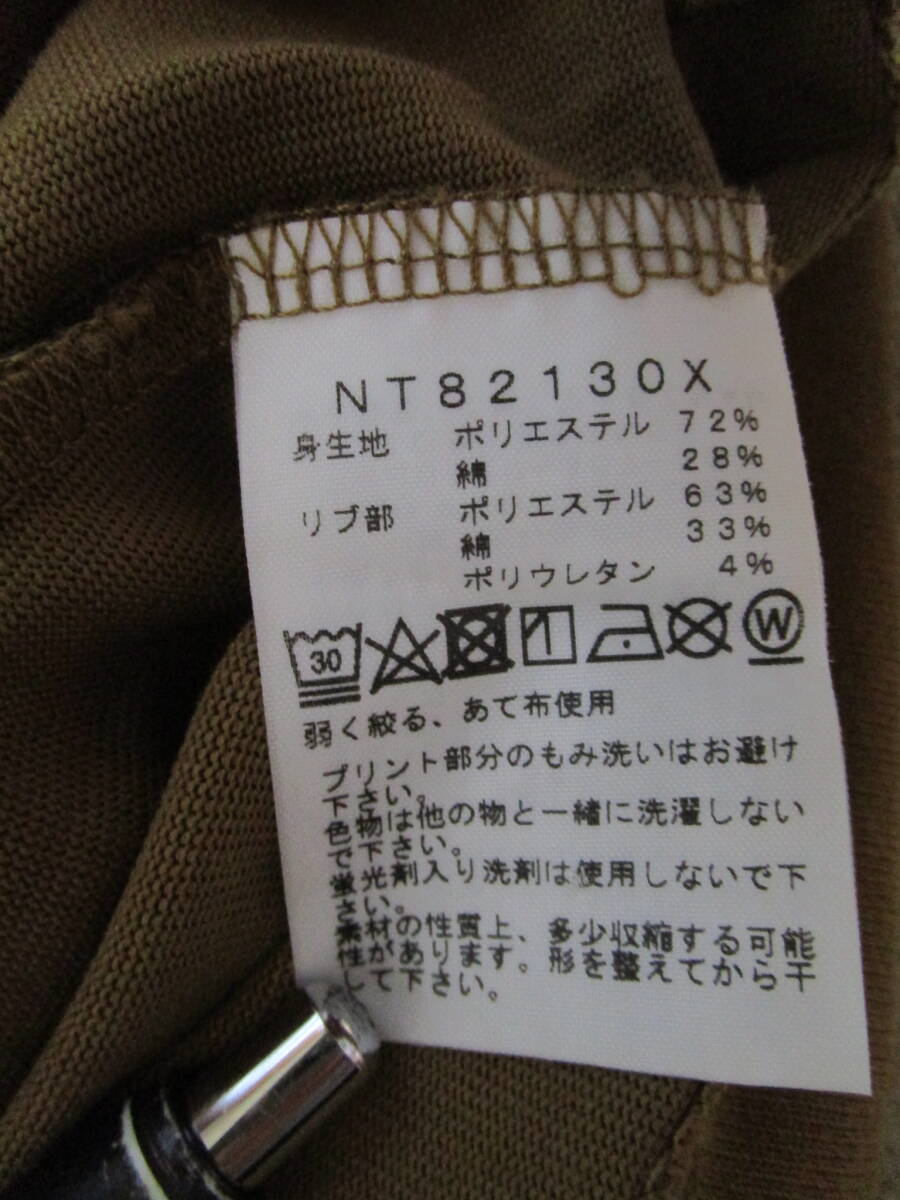 NT82130X
身生地 ポリエステル 72%
綿 28%
リブ部 ポリエステル 63%
綿 33%
ポリウレタン 4%
30 W
弱く絞る、あて布使用
プリント部分のもみ洗いはお避け
下さい。
色物は他の物と一緒に洗濯しない
で下さい。
蛍光剤入り洗剤は使用しないで下
さい。
素材の性質上、多少収縮する可能
性があります。形を整えてから干
して下さい。